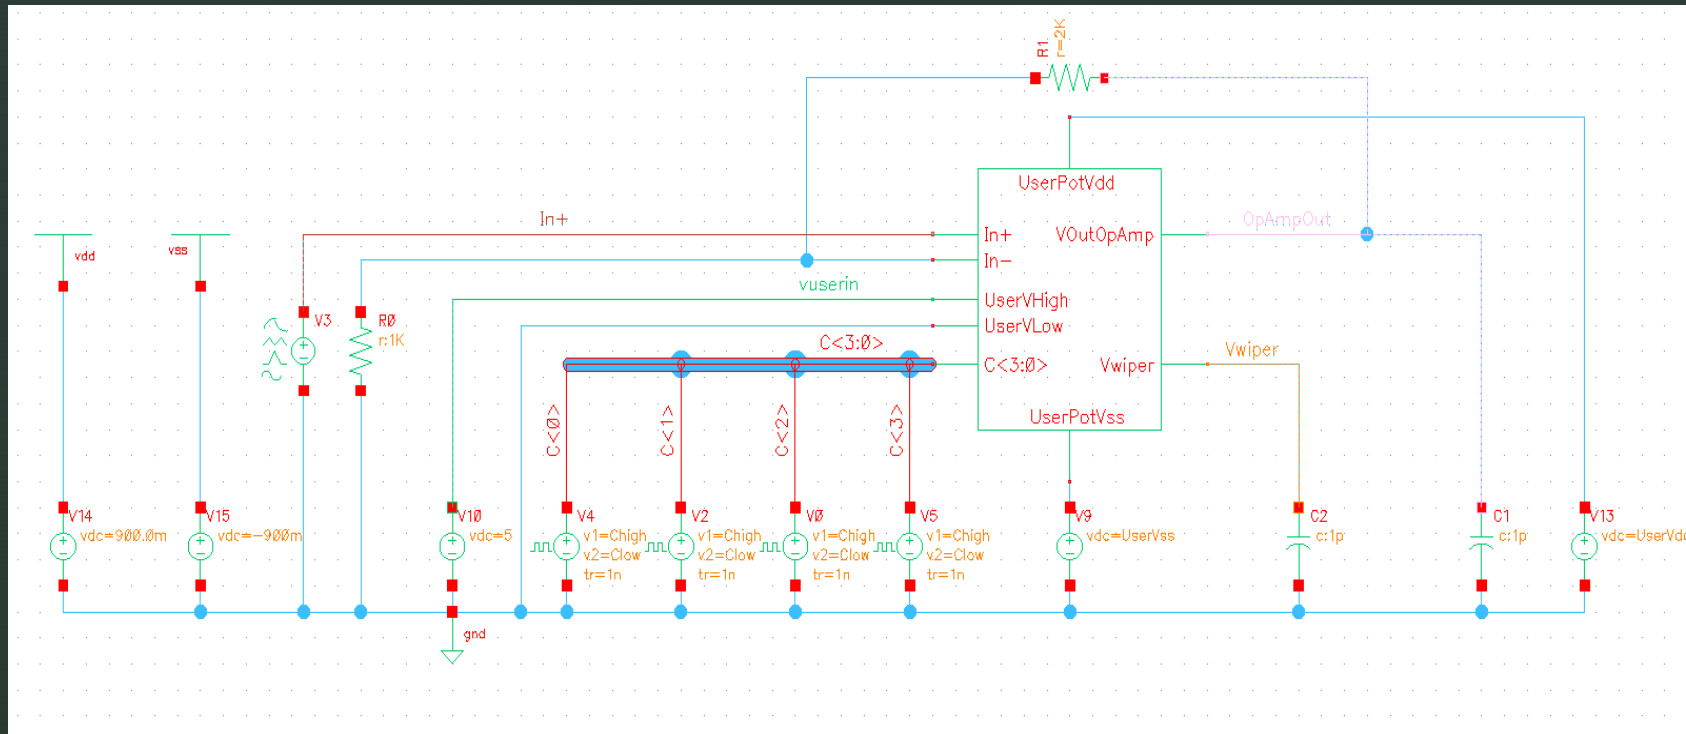 R1
r=2K
UserPotVdd
In+
OpAmpOut
In+
VOutOpAmp
vdd
vss
In-
vuserin
UserVHigh
V3
R0
r:1K
UserVLow
C<3:0>
C<3:0>
Vwiper
Vwiper
UserPotVss
C<0>
C<1>
C<2>
C<3>
V14
vdc=900.0m
V15
vdc=-900m
V10
vdc=5
V4
v1=Chigh
v2=Clow
tr=1n
V2
v1=Chigh
v2=Clow
tr=1n
V0
v1=Chigh
v2=Clow
tr=1n
V5
v1=Chigh
v2=Clow
tr=1n
V9
vdc=UserVss
C2
c:1p
C1
c:1p
V13
vdc=UserVd
gnd